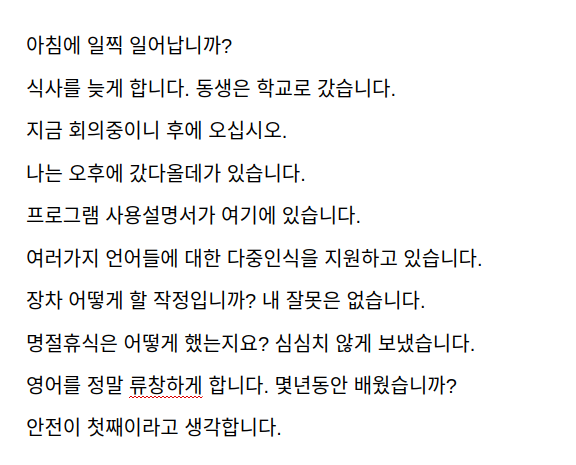 아침에 일찍 일어납니까?
식사를 늦게 합니다. 동생은 학교로 갔습니다.
지금 회의중이니 후에 오십시오.
나는 오후에 갔다올데가 있습니다.
프로그램 사용설명서가 여기에 있습니다.
여러가지 언어들에 대한 다중인식을 지원하고 있습니다.
장차 어떻게 할 작정입니까? 내 잘못은 없습니다.
명절휴식은 어떻게 했는지요? 심심치 않게 보냈습니다.
영어를 정말 류창하게 합니다. 몇년동안 배웠습니까?
안전이 첫째이라고 생각합니다.